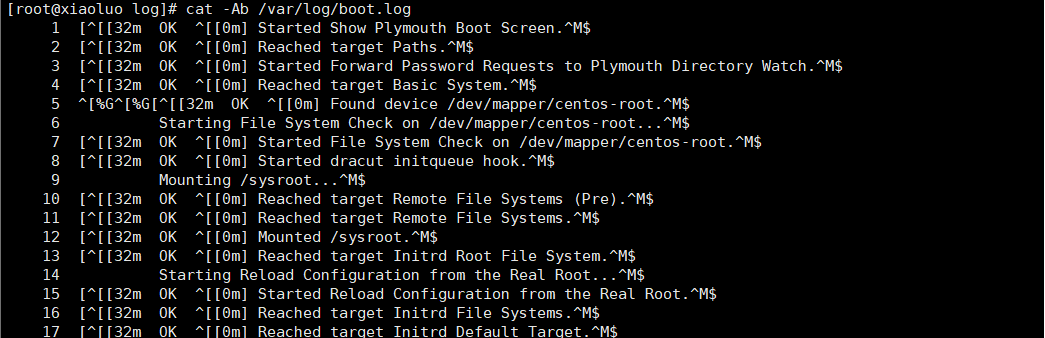 [root@xiaoluo log]# cat -Ab /var/log/boot.log
     1  [^[[32m  OK  ^[[0m] Started Show Plymouth Boot Screen.^M$
     2  [^[[32m  OK  ^[[0m] Reached target Paths.^M$
     3  [^[[32m  OK  ^[[0m] Started Forward Password Requests to Plymouth Directory Watch.^M$
     4  [^[[32m  OK  ^[[0m] Reached target Basic System.^M$
     5  ^[%G^[%G[^[[32m  OK  ^[[0m] Found device /dev/mapper/centos-root.^M$
     6           Starting File System Check on /dev/mapper/centos-root...^M$
     7  [^[[32m  OK  ^[[0m] Started File System Check on /dev/mapper/centos-root.^M$
     8  [^[[32m  OK  ^[[0m] Started dracut initqueue hook.^M$
     9           Mounting /sysroot...^M$
    10  [^[[32m  OK  ^[[0m] Reached target Remote File Systems (Pre).^M$
    11  [^[[32m  OK  ^[[0m] Reached target Remote File Systems.^M$
    12  [^[[32m  OK  ^[[0m] Mounted /sysroot.^M$
    13  [^[[32m  OK  ^[[0m] Reached target Initrd Root File System.^M$
    14           Starting Reload Configuration from the Real Root...^M$
    15  [^[[32m  OK  ^[[0m] Started Reload Configuration from the Real Root.^M$
    16  [^[[32m  OK  ^[[0m] Reached target Initrd File Systems.^M$
    17  [^[[32m  OK  ^[[0m] Reached target Initrd Default Target.^M$